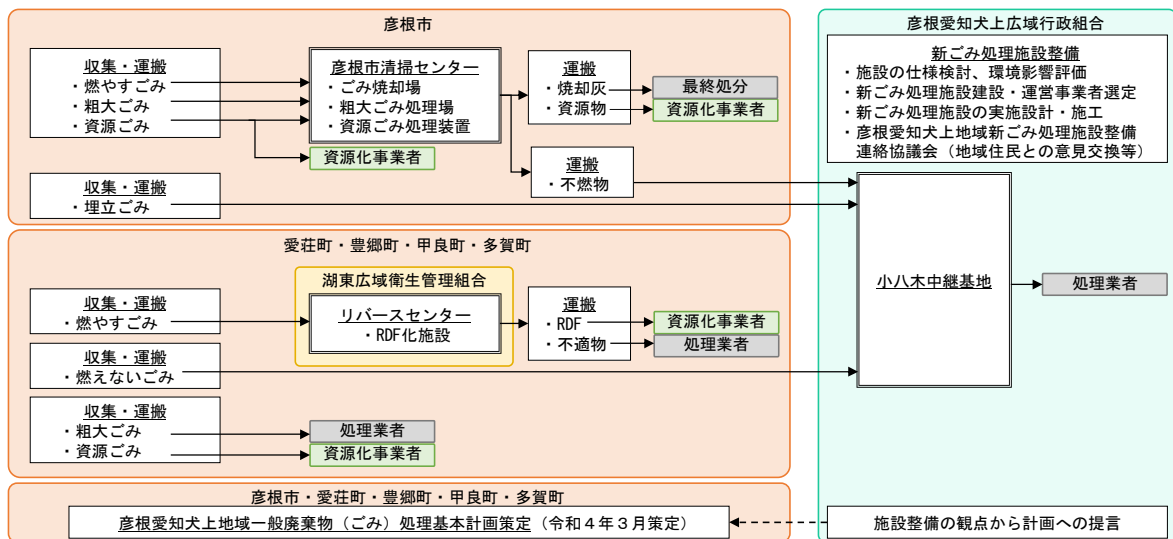 彦根市
収集・運搬
・燃やすごみ
・粗大ごみ
・資源ごみ
彦根市清掃センター
・ごみ焼却場
・粗大ごみ処理場
・資源ごみ処理装置
運搬
・焼却灰
・資源物
最終処分
資源化事業者
資源化事業者
運搬
・不燃物
収集・運搬
・埋立ごみ
愛荘町・豊郷町・甲良町・多賀町
収集・運搬
・燃やすごみ
湖東広域衛生管理組合
リバースセンター
・RDF化施設
運搬
・RDF
・不適物
資源化事業者
処理業者
収集・運搬
・燃えないごみ
収集・運搬
・粗大ごみ
・資源ごみ
処理業者
資源化事業者
彦根愛知犬上広域行政組合
新ごみ処理施設整備
・施設の仕様検討、環境影響評価
・新ごみ処理施設建設・運営事業者選定
・新ごみ処理施設の実施設計・施工
・彦根愛知犬上地域新ごみ処理施設整備
連絡協議会（地域住民との意見交換等）
小八木中継基地
処理業者
彦根市・愛荘町・豊郷町・甲良町・多賀町
彦根愛知犬上地域一般廃棄物（ごみ）処理基本計画策定（令和４年３月策定）
施設整備の観点から計画への提言